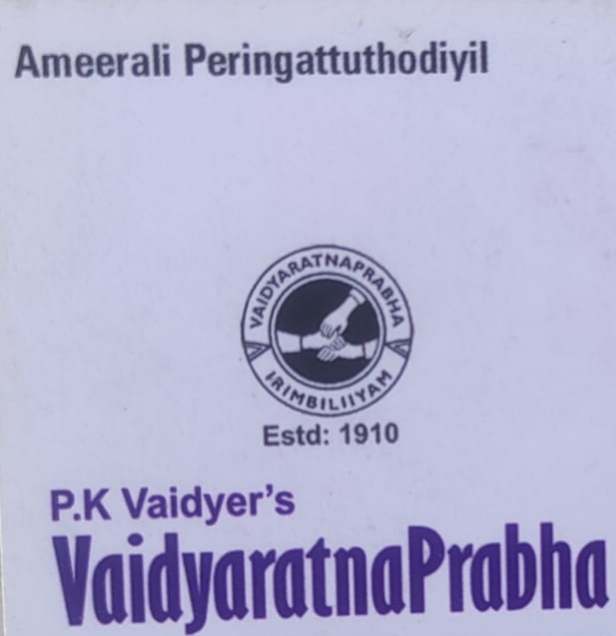 Ameerali Peringattuthodiyil
VAIDYARATNAPRABHA
IRIMBILIIYAM
Estd: 1910
P.K Vaidyer's
VaidyaratnaPrabha